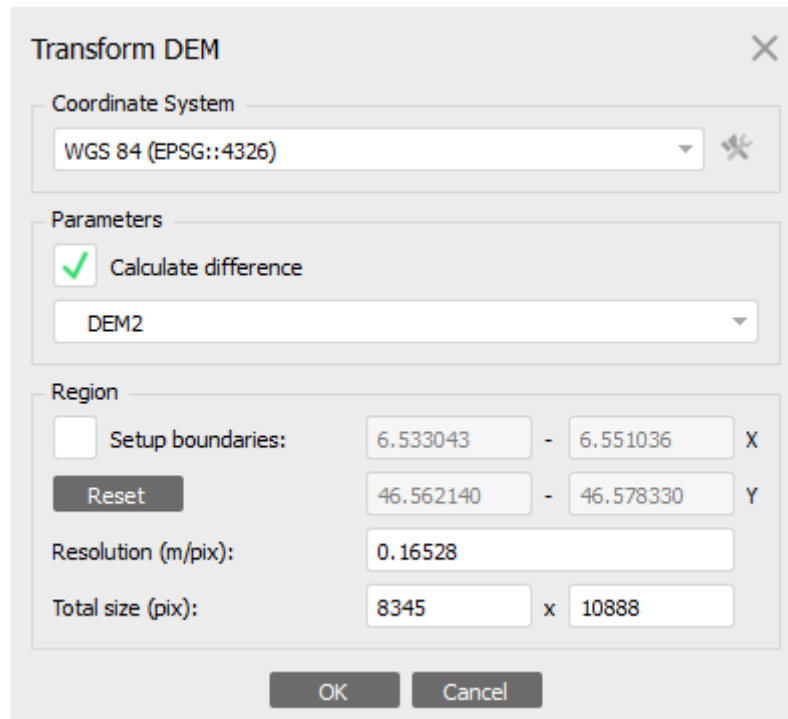 Transform DEM
Coordinate System
WGS 84 (EPSG::4326)
Parameters
Calculate difference
DEM2
Region
Setup boundaries: 6.533043 - 6.551036 X
Reset 46.562140 - 46.578330 Y
Resolution (m/pix): 0.16528
Total size (pix): 8345 x 10888
OK Cancel